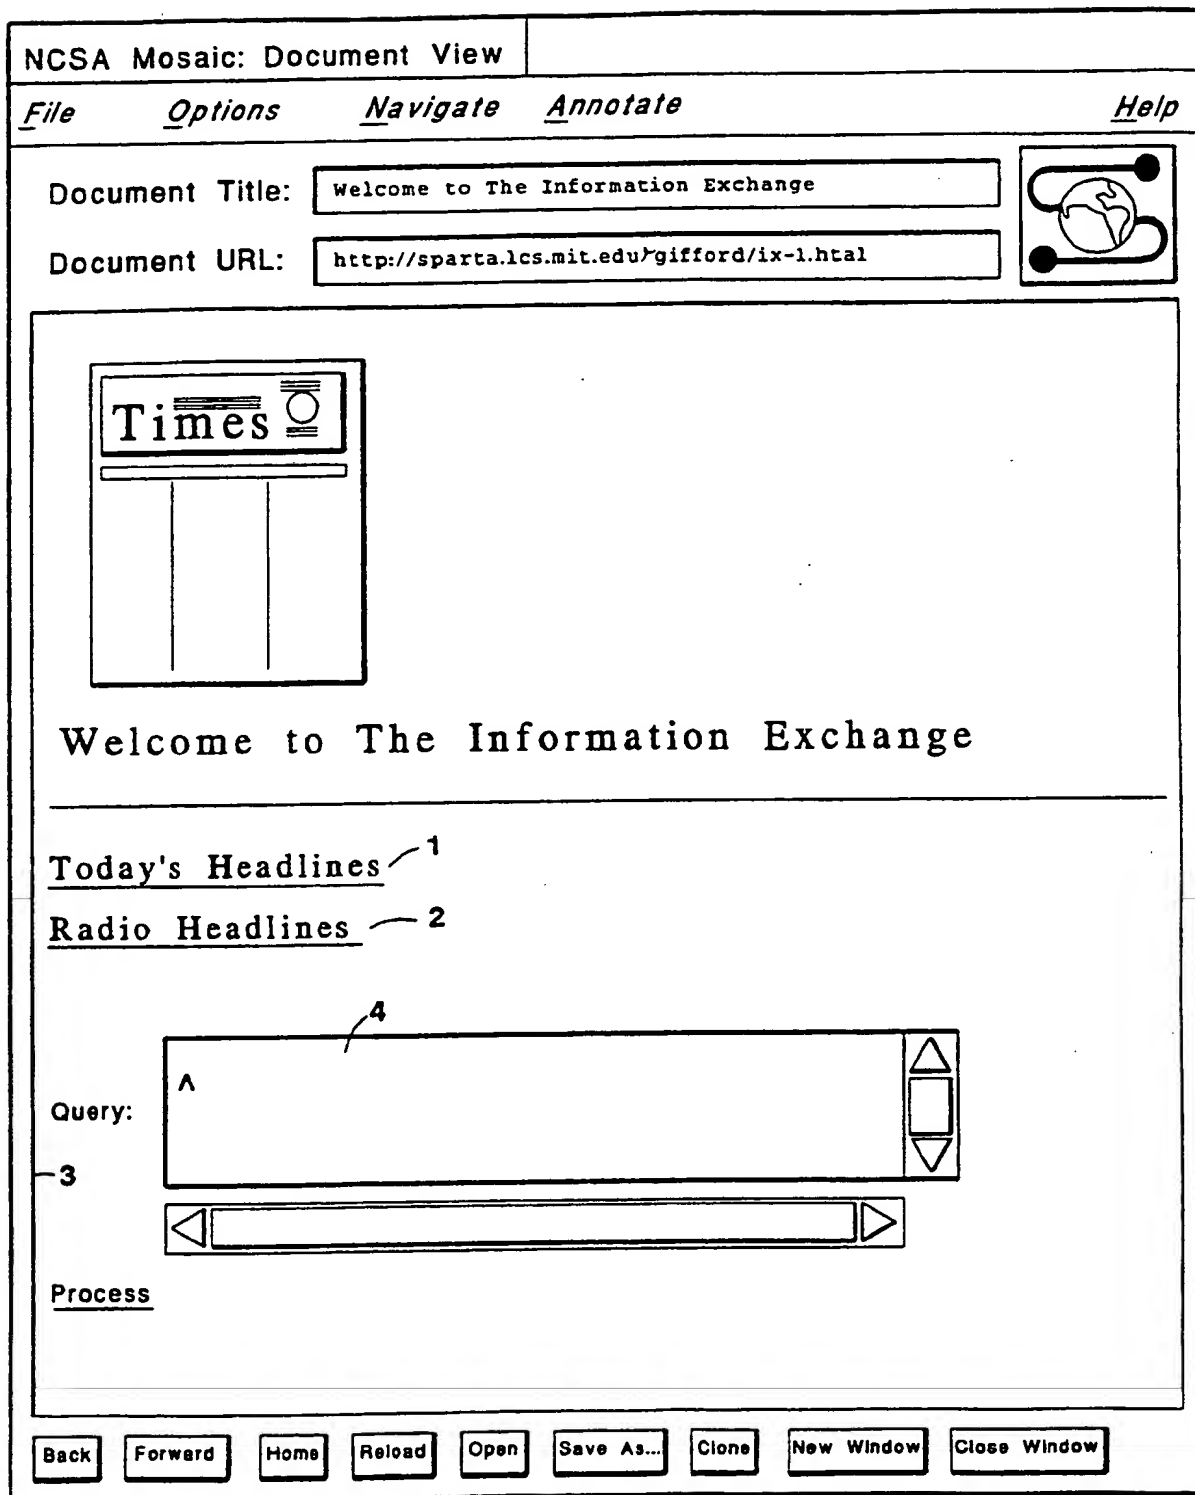 NCSA Mosaic: Document View
File Options Navigate Annotate Help
Document Title: Welcome to The Information Exchange
Document URL: http://sparta.lcs.mit.edu/~gifford/ix-1.htal
Times
Welcome to The Information Exchange
Today's Headlines 1
Radio Headlines 2
4
^
Query:
3
Process
Back Forward Home Reload Open Save As... Clone New Window Close Window